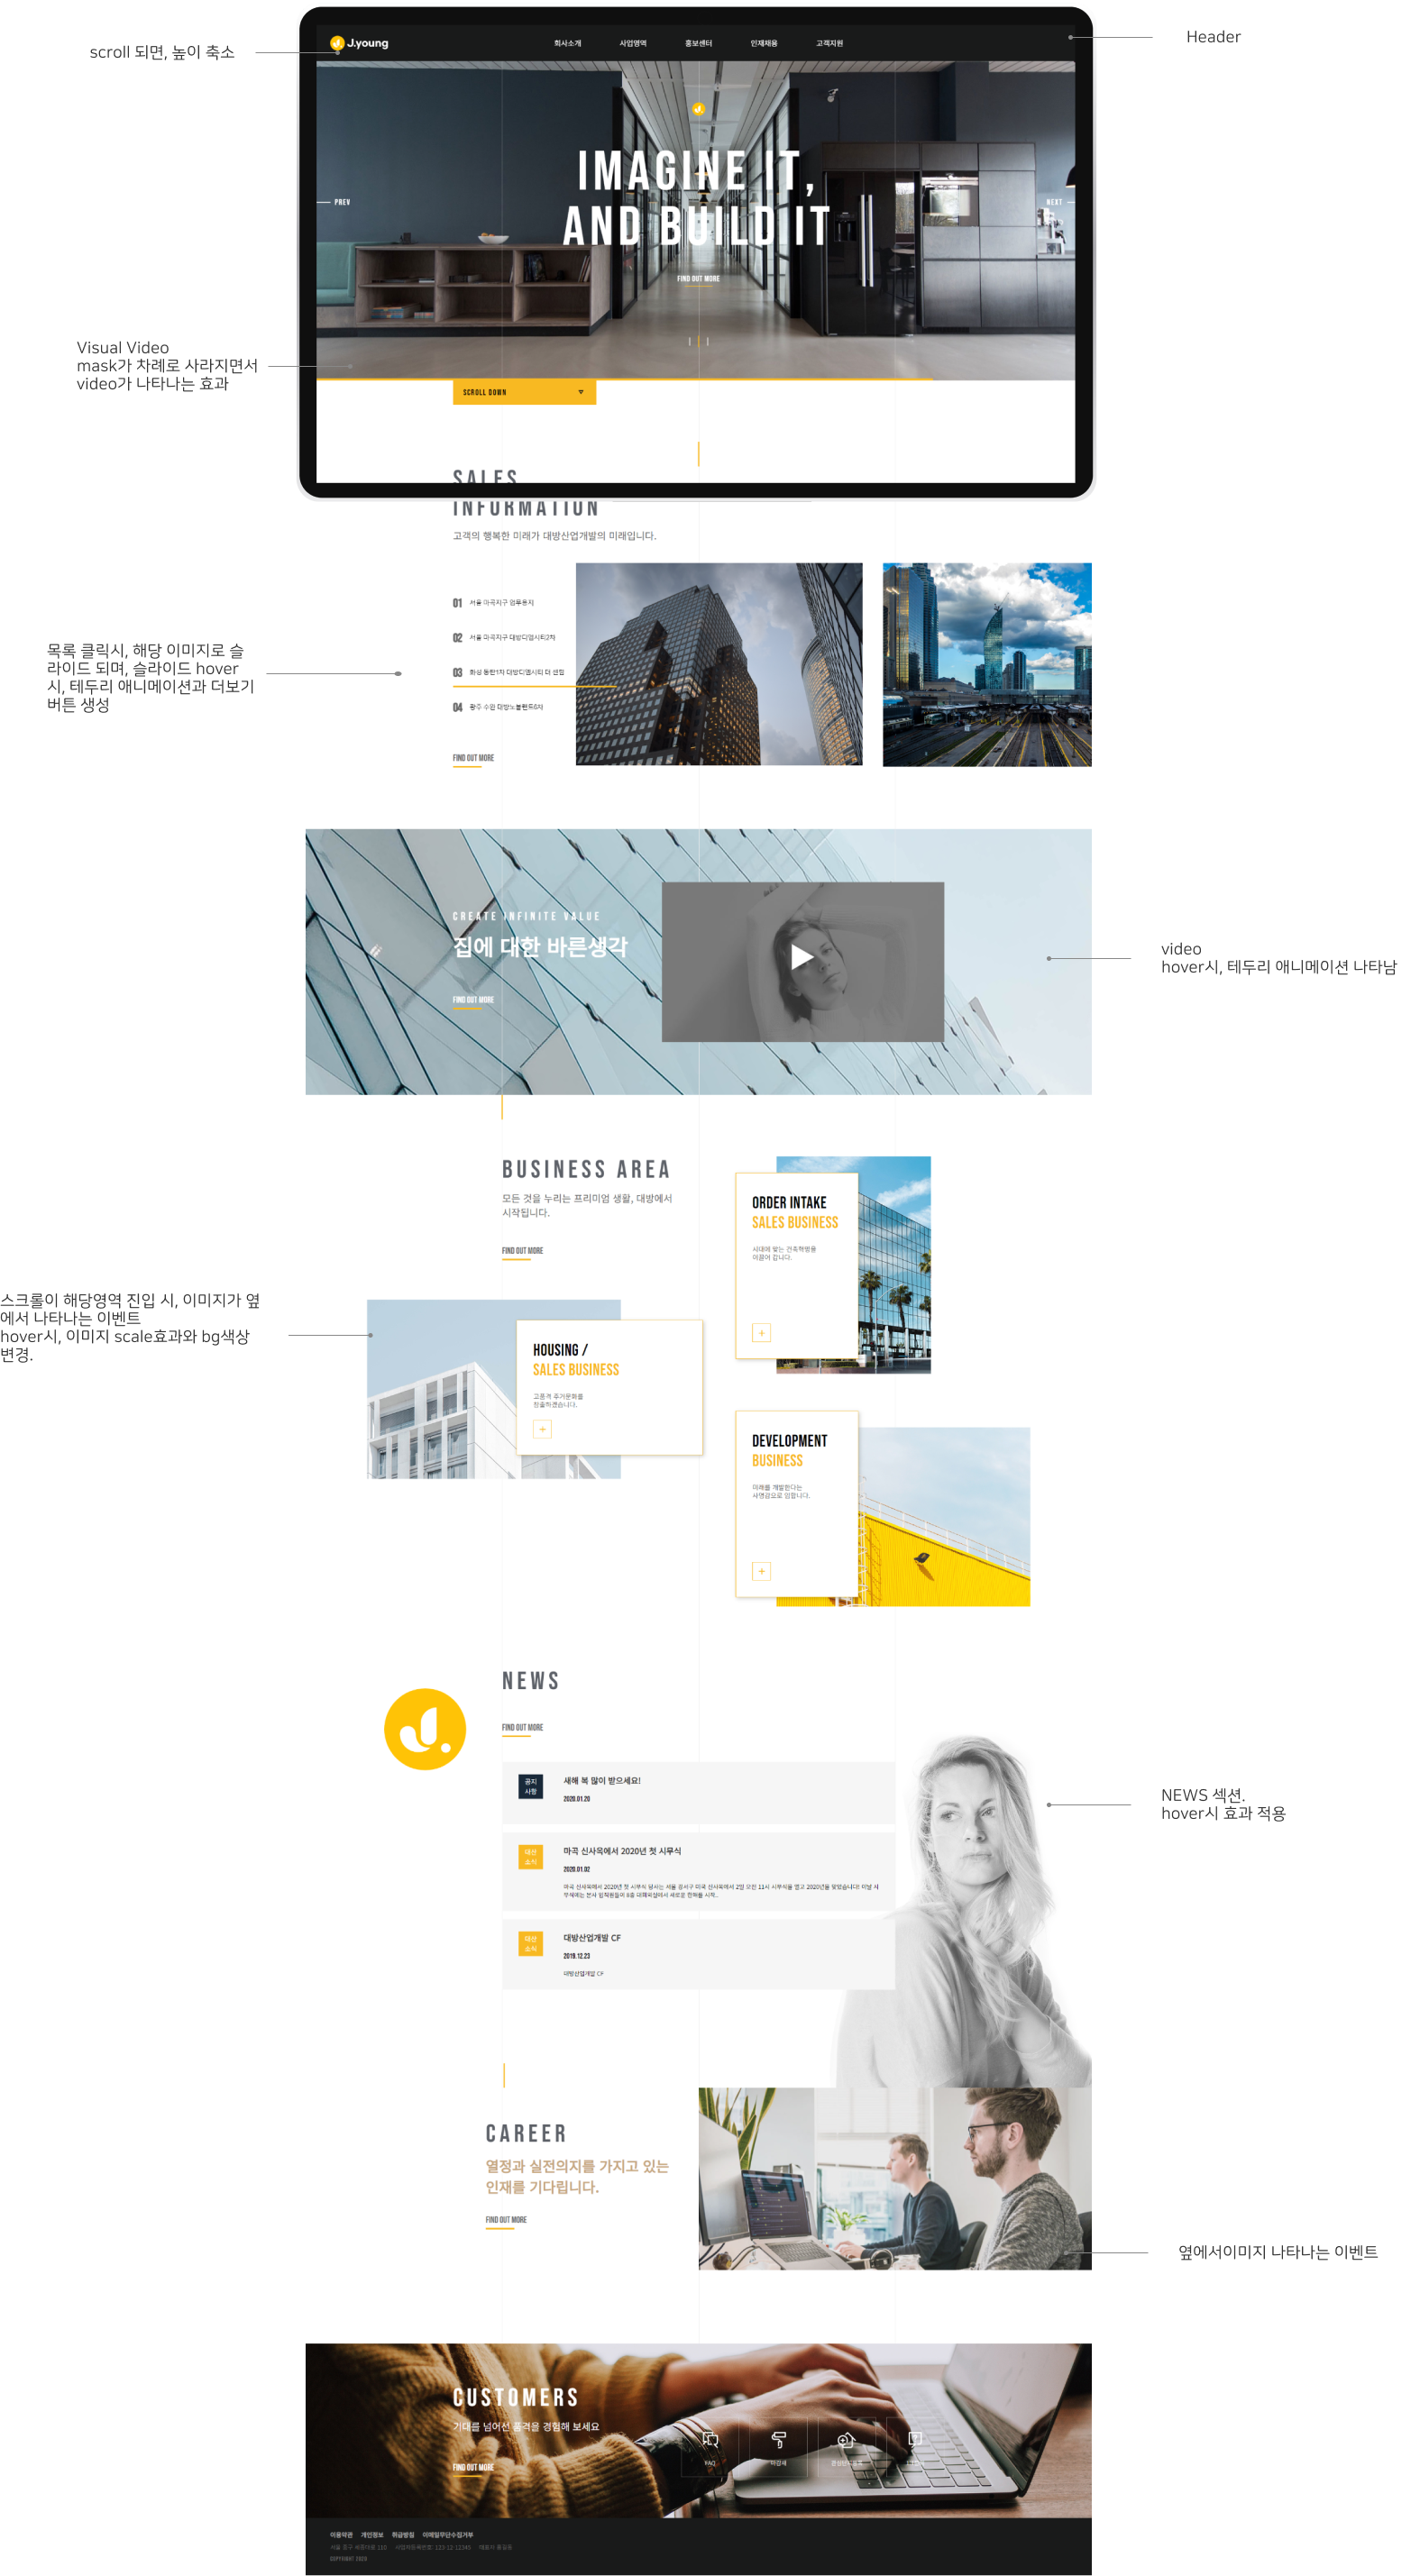 scroll 되면, 높이 축소
J.young
회사소개 사업영역 홍보센터 인재채용 고객지원
Header
IMAGINE IT,
AND BUILD IT
PREV
NEXT
FIND OUT MORE
Visual Video
mask가 차례로 사라지면서
video가 나타나는 효과
SCROLL DOWN
SALES
INFORMATION
고객의 행복한 미래가 대방산업개발의 미래입니다.
01 서울 마곡지구 업무용지
02 서울 마곡지구 대방디엠시티2차
03 화성 동탄1차 대방디엠시티 더 센텀
04 광주 수완 대방노블랜드6차
FIND OUT MORE
목록 클릭시, 해당 이미지로 슬
라이드 되며, 슬라이드 hover
시, 테두리 애니메이션과 더보기
버튼 생성
CREATE INFINITE VALUE
집에 대한 바른생각
FIND OUT MORE
video
hover시, 테두리 애니메이션 나타남
BUSINESS AREA
모든 것을 누리는 프리미엄 생활, 대방에서
시작됩니다.
FIND OUT MORE
ORDER INTAKE
SALES BUSINESS
시대에 맞는 건축혁명을
이끌어 갑니다.
스크롤이 해당영역 진입 시, 이미지가 옆
에서 나타나는 이벤트
hover시, 이미지 scale효과와 bg색상
변경.
HOUSING /
SALES BUSINESS
고품격 주거문화를
창출하겠습니다.
DEVELOPMENT
BUSINESS
미래를 개발한다는
사명감으로 임합니다.
NEWS
FIND OUT MORE
공지
사항
새해 복 많이 받으세요!
2020.01.20
마곡 신사옥에서 2020년 첫 시무식
2020.01.02
대방산업개발 CF
2019.12.23
대방산업개발 CF
NEWS 섹션.
hover시 효과 적용
CAREER
열정과 실전의지를 가지고 있는
인재를 기다립니다.
FIND OUT MORE
옆에서이미지 나타나는 이벤트
CUSTOMERS
기대를 넘어선 품격을 경험해 보세요
FIND OUT MORE
FAQ
이용약관 개인정보 취급방침 이메일무단수집거부
COPYRIGHT 2020